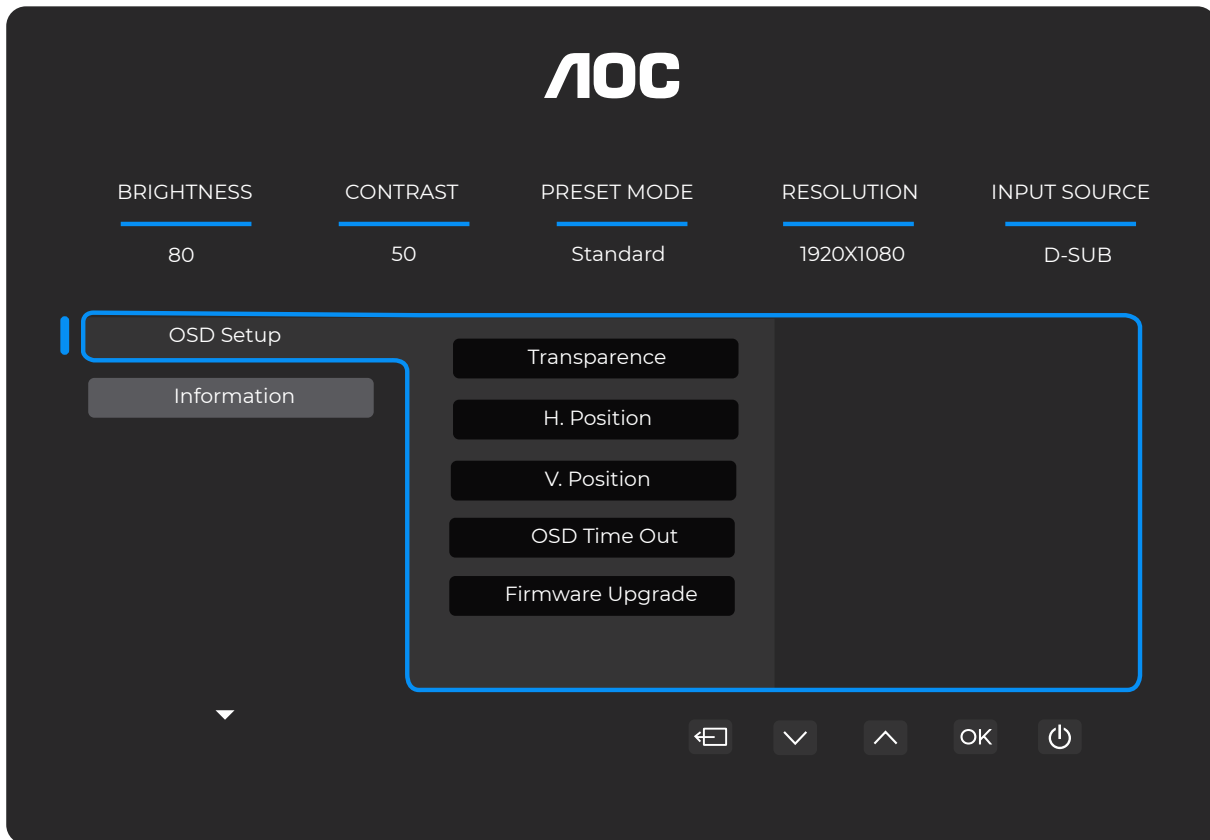 AOC
BRIGHTNESS CONTRAST PRESET MODE RESOLUTION INPUT SOURCE
80 50 Standard 1920X1080 D-SUB
OSD Setup
Information
Transparence
H. Position
V. Position
OSD Time Out
Firmware Upgrade
OK